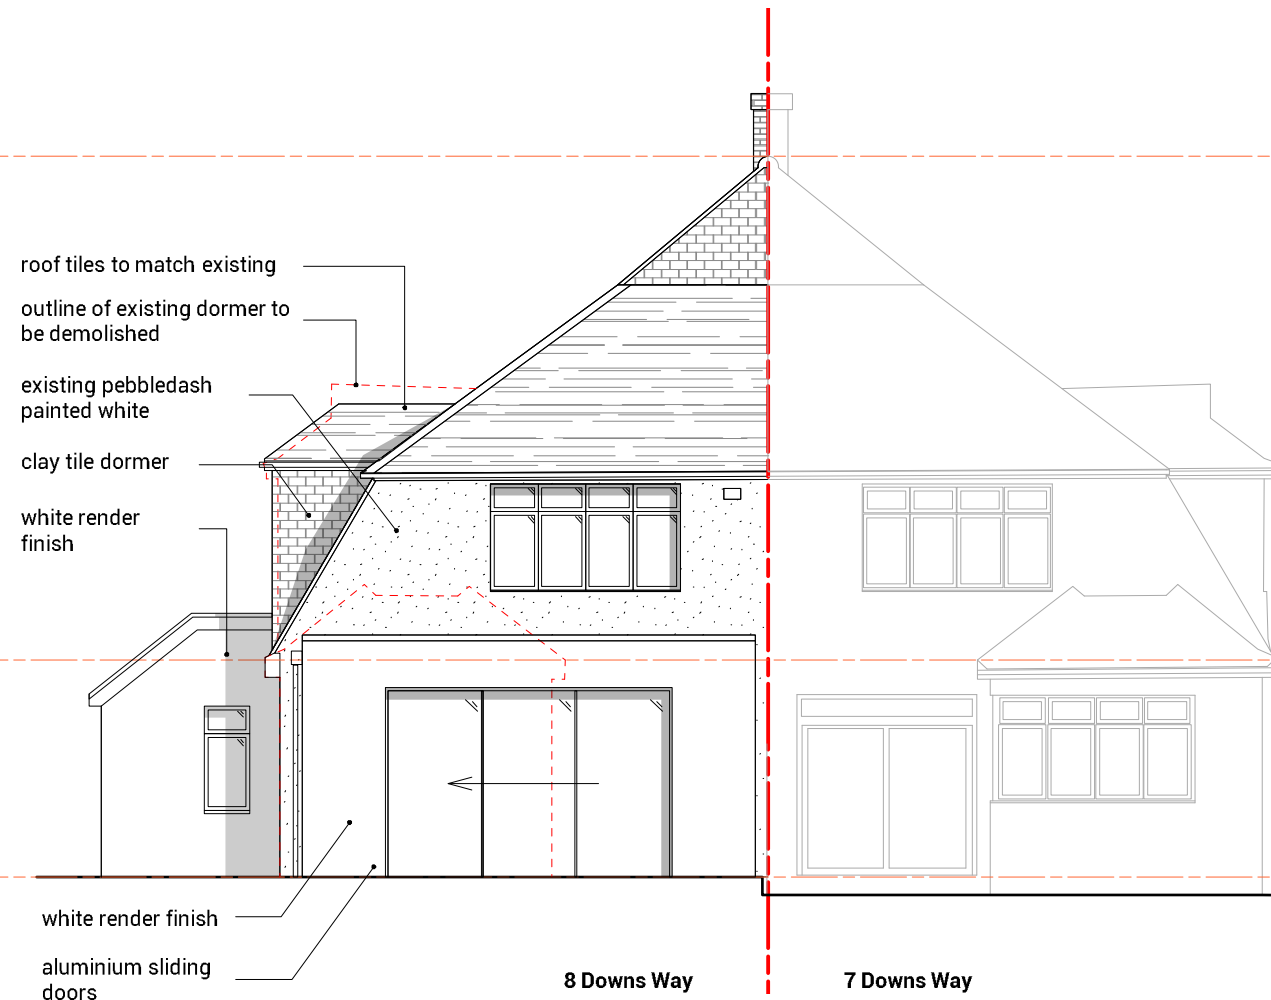 roof tiles to match existing
outline of existing dormer to
be demolished
existing pebbledash
painted white
clay tile dormer
white render
finish
white render finish
aluminium sliding
doors
8 Downs Way
7 Downs Way